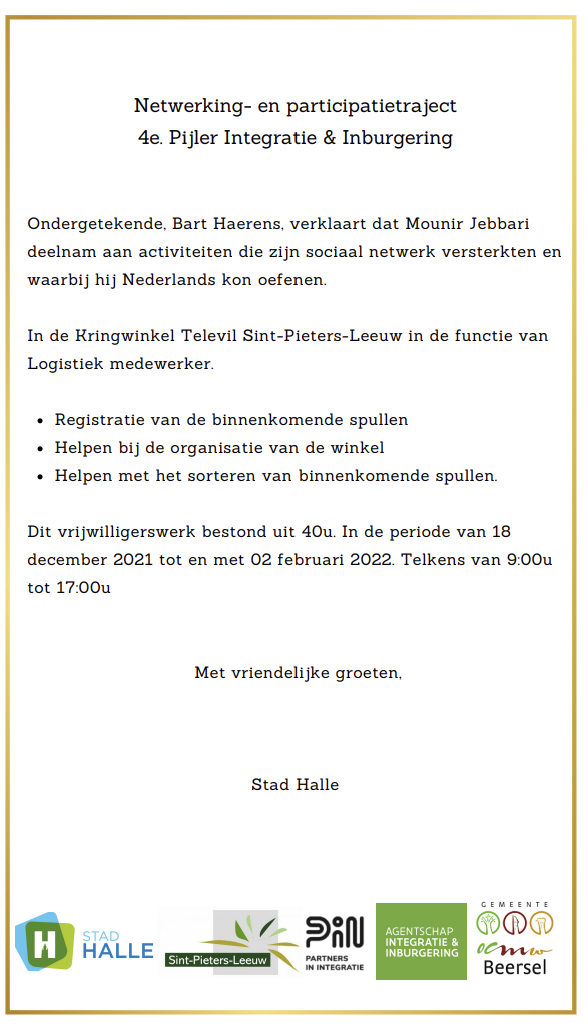 Netwerking- en participatietraject
4e. Pijler Integratie & Inburgering
Ondergetekende, Bart Haerens, verklaart dat Mounir Jebbari
deelnam aan activiteiten die zijn sociaal netwerk versterkten en
waarbij hij Nederlands kon oefenen.
In de Kringwinkel Televil Sint-Pieters-Leeuw in de functie van
Logistiek medewerker.
• Registratie van de binnenkomende spullen
• Helpen bij de organisatie van de winkel
• Helpen met het sorteren van binnenkomende spullen.
Dit vrijwilligerswerk bestond uit 40u. In de periode van 18
december 2021 tot en met 02 februari 2022. Telkens van 9:00u
tot 17:00u
Met vriendelijke groeten,
Stad Halle
H
STAD
HALLE
Sint-Pieters-Leeuw
PIN
PARTNERS
IN INTEGRATIE
AGENTSCHAP
INTEGRATIE &
INBURGERING
GEMEENTE
ocmw
Beersel